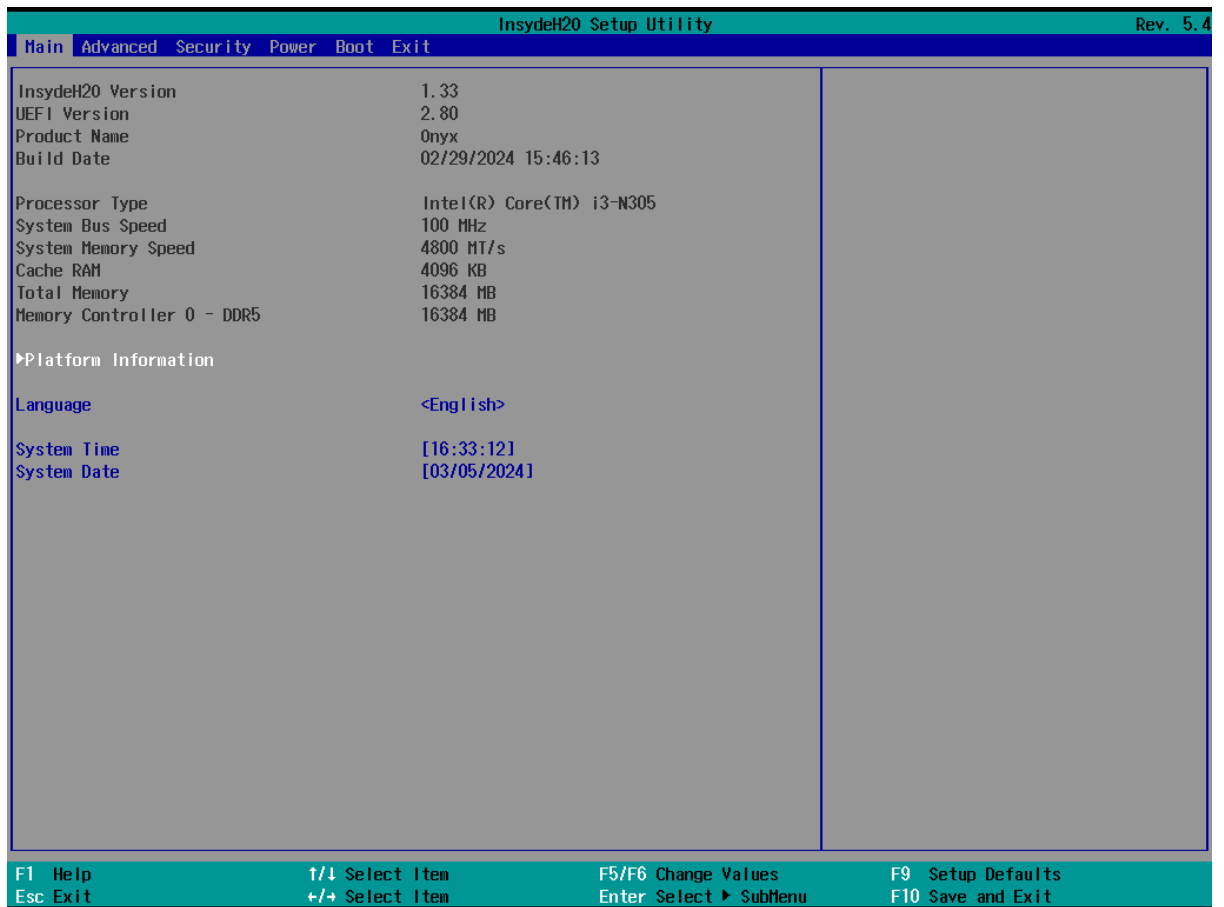 InsydeH20 Setup Utility Rev. 5.4
Main Advanced Security Power Boot Exit
InsydeH20 Version 1.33
UEFI Version 2.80
Product Name Onyx
Build Date 02/29/2024 15:46:13
Processor Type Intel(R) Core(TM) i3-N305
System Bus Speed 100 MHz
System Memory Speed 4800 MT/s
Cache RAM 4096 KB
Total Memory 16384 MB
Memory Controller 0 - DDR5 16384 MB
▶Platform Information
Language <English>
System Time [16:33:12]
System Date [03/05/2024]
F1 Help ↑/↓ Select Item F5/F6 Change Values F9 Setup Defaults
Esc Exit ←/→ Select Item Enter Select ▶ SubMenu F10 Save and Exit